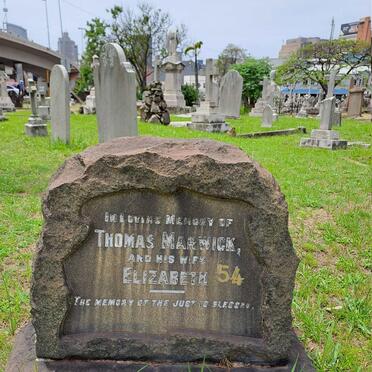 IN LOVING MEMORY OF
THOMAS MARWICK,
AND HIS WIFE
ELIZABETH 54
THE MEMORY OF THE JUST IS BLESSED.